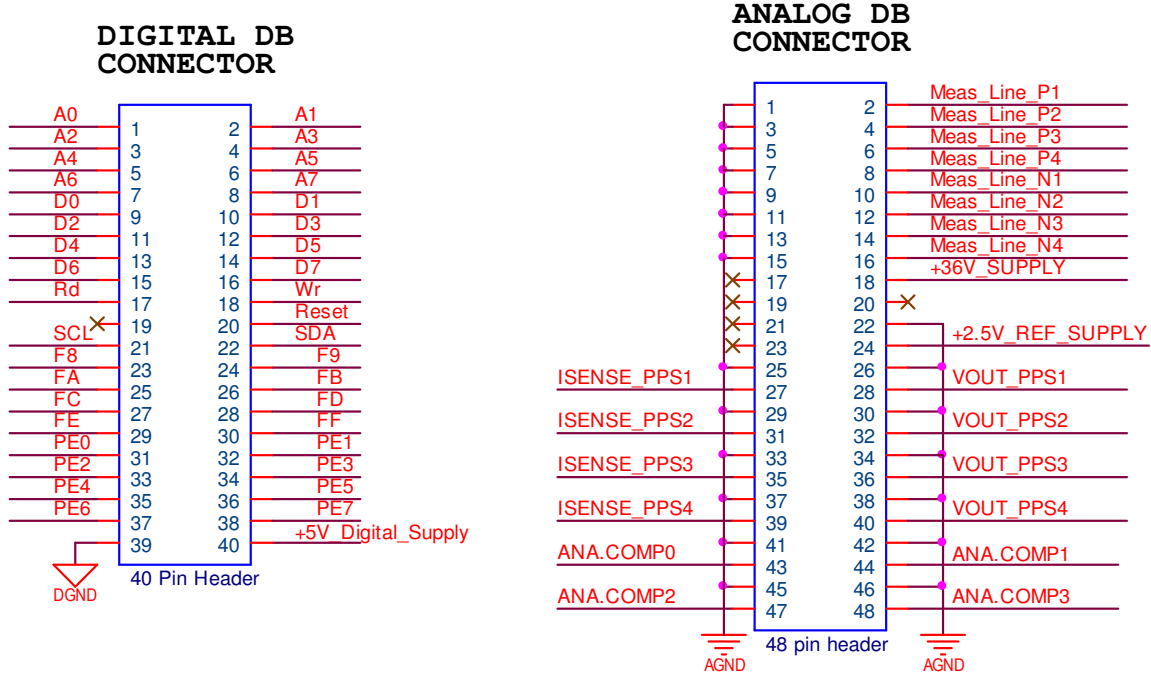 DIGITAL DB
CONNECTOR
A0 1 2 A1
A2 3 4 A3
A4 5 6 A5
A6 7 8 A7
D0 9 10 D1
D2 11 12 D3
D4 13 14 D5
D6 15 16 D7
Rd 17 18 Wr
19 20 Reset
SCL 21 22 SDA
F8 23 24 F9
FA 25 26 FB
FC 27 28 FD
FE 29 30 FF
PE0 31 32 PE1
PE2 33 34 PE3
PE4 35 36 PE5
PE6 37 38 PE7
39 40 +5V_Digital_Supply
DGND
40 Pin Header
ANALOG DB
CONNECTOR
1 2 Meas_Line_P1
3 4 Meas_Line_P2
5 6 Meas_Line_P3
7 8 Meas_Line_P4
9 10 Meas_Line_N1
11 12 Meas_Line_N2
13 14 Meas_Line_N3
15 16 Meas_Line_N4
17 18 +36V_SUPPLY
19 20
21 22
23 24 +2.5V_REF_SUPPLY
25 26
ISENSE_PPS1 27 28 VOUT_PPS1
29 30
ISENSE_PPS2 31 32 VOUT_PPS2
33 34
ISENSE_PPS3 35 36 VOUT_PPS3
37 38
ISENSE_PPS4 39 40 VOUT_PPS4
41 42
ANA.COMP0 43 44 ANA.COMP1
45 46
ANA.COMP2 47 48 ANA.COMP3
48 pin header
AGND AGND